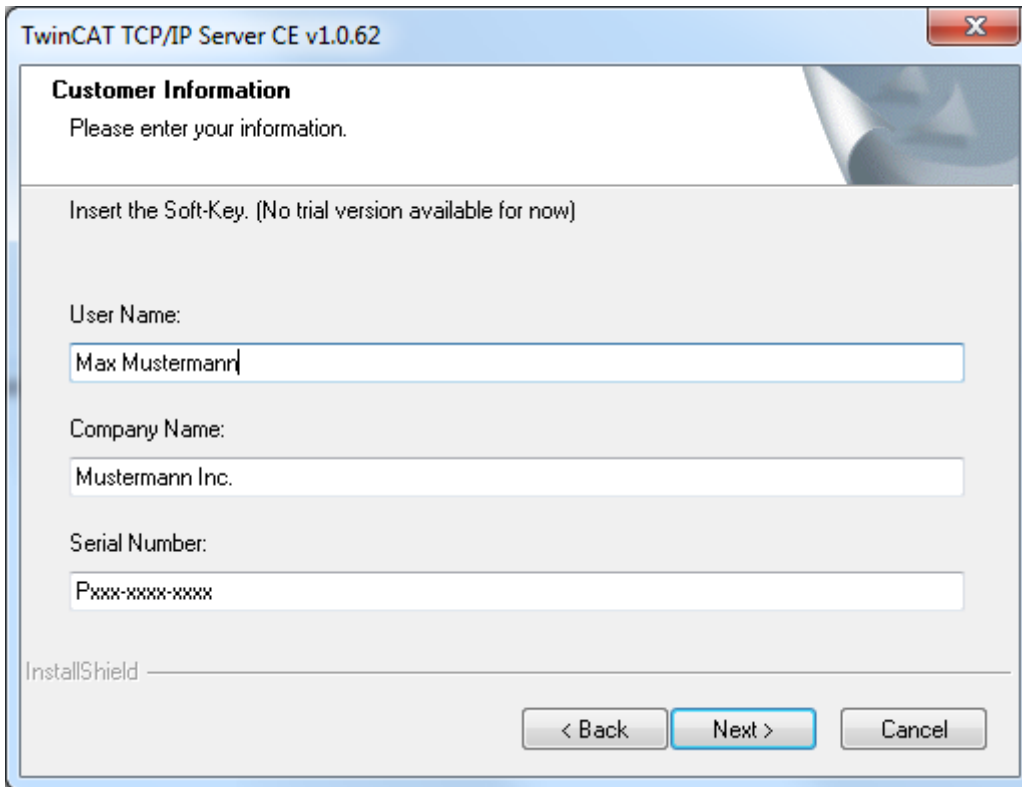 TwinCAT TCP/IP Server CE v1.0.62
Customer Information
Please enter your information.
Insert the Soft-Key. (No trial version available for now)
User Name:
Max Mustermann
Company Name:
Mustermann Inc.
Serial Number:
Pxxx-xxxx-xxxx
InstallShield
< Back Next > Cancel